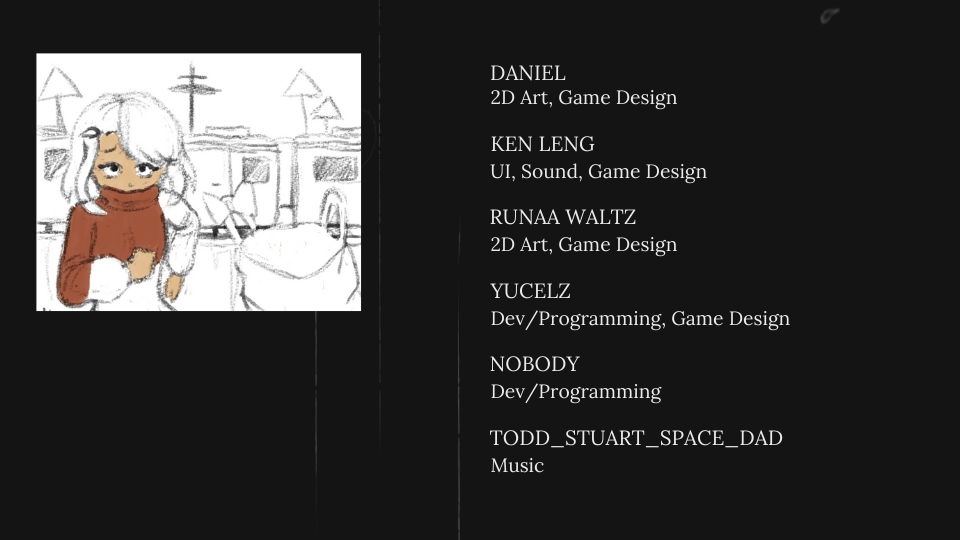 DANIEL
2D Art, Game Design
KEN LENG
UI, Sound, Game Design
RUNAA WALTZ
2D Art, Game Design
YUCELZ
Dev/Programming, Game Design
NOBODY
Dev/Programming
TODD_STUART_SPACE_DAD
Music